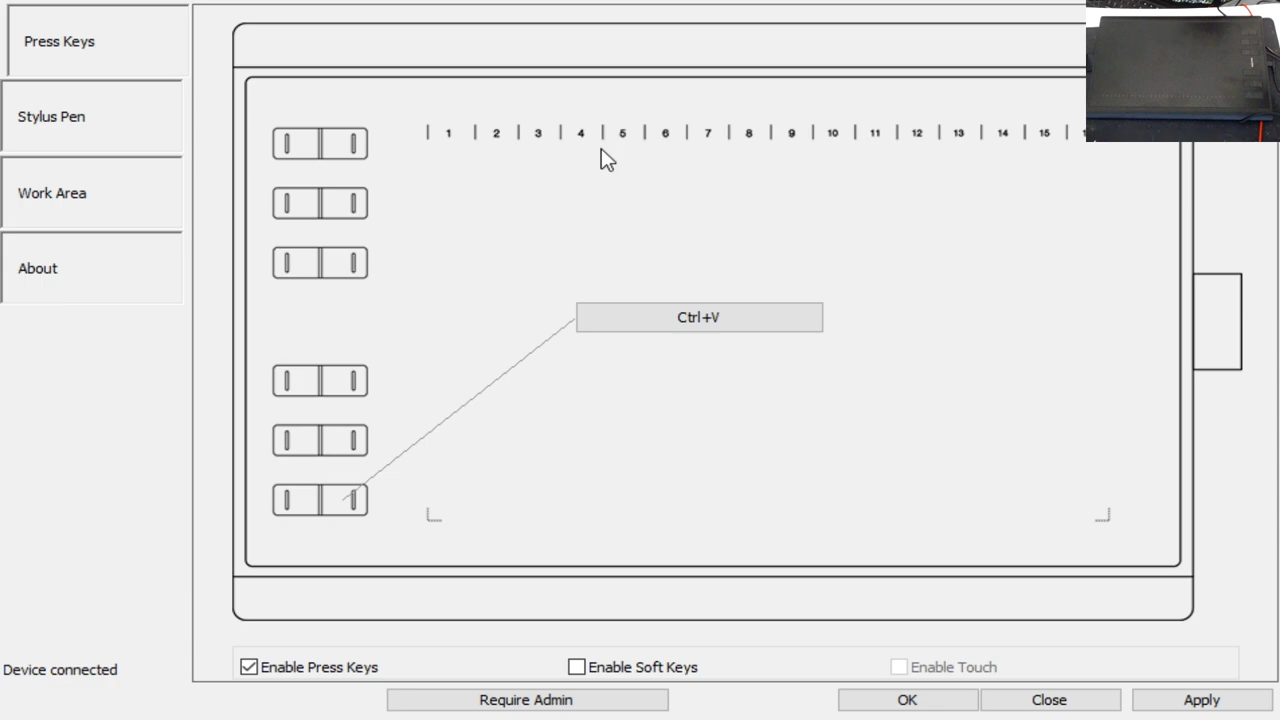 Press Keys
Stylus Pen
Work Area
About
Device connected
1 2 3 4 5 6 7 8 9 10 11 12 13 14 15
Ctrl+V
Enable Press Keys
Enable Soft Keys
Enable Touch
Require Admin
OK
Close
Apply